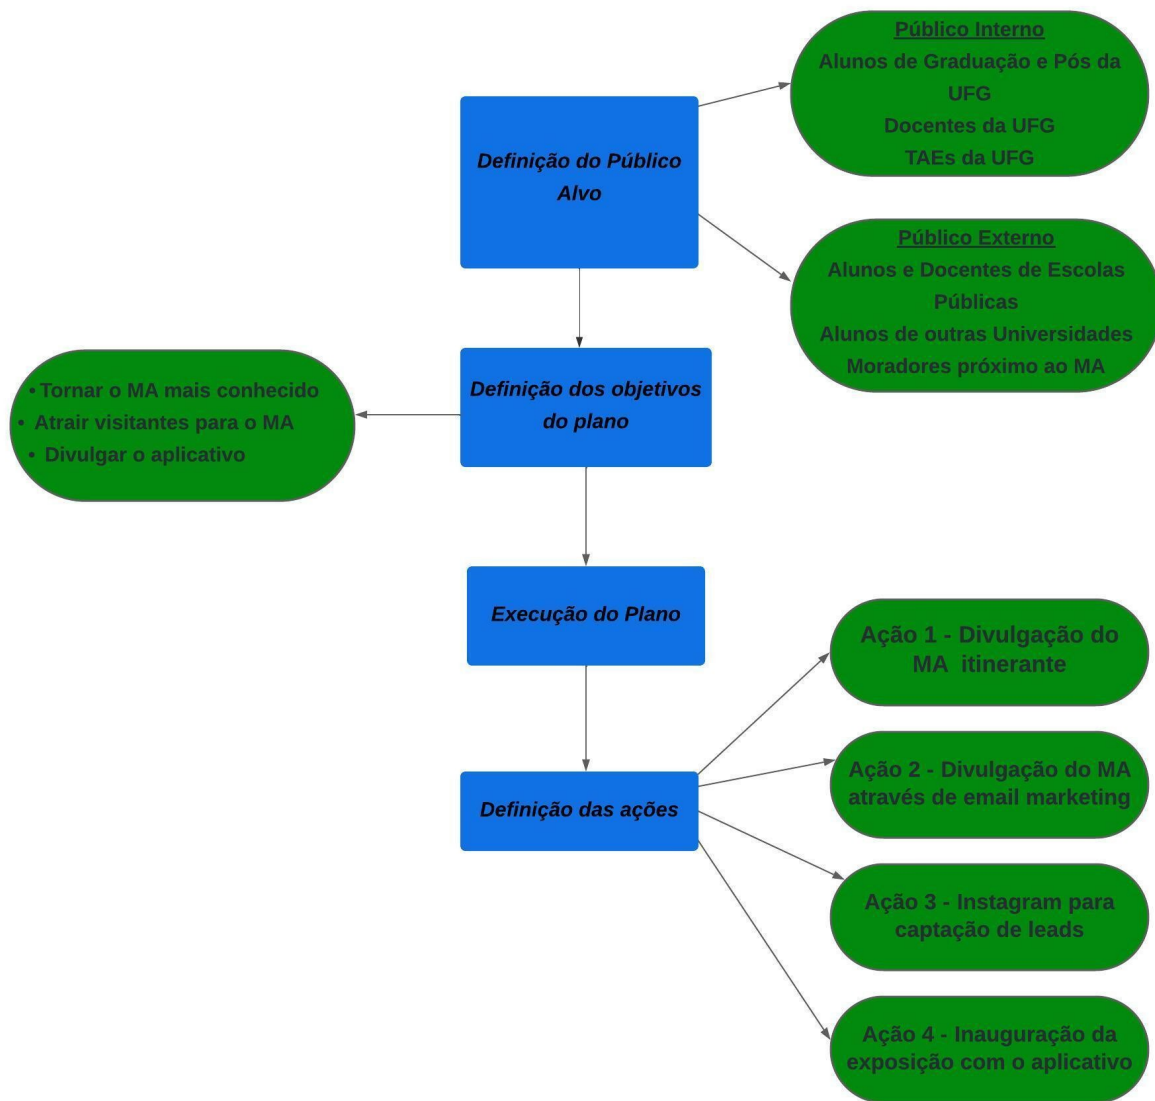 Público Interno
Alunos de Graduação e Pós da
UFG
Docentes da UFG
TAEs da UFG
Definição do Público
Alvo
Público Externo
Alunos e Docentes de Escolas
Públicas
Alunos de outras Universidades
Moradores próximo ao MA
Definição dos objetivos
do plano
• Tornar o MA mais conhecido
• Atrair visitantes para o MA
• Divulgar o aplicativo
Execução do Plano
Definição das ações
Ação 1 - Divulgação do
MA itinerante
Ação 2 - Divulgação do MA
através de email marketing
Ação 3 - Instagram para
captação de leads
Ação 4 - Inauguração da
exposição com o aplicativo